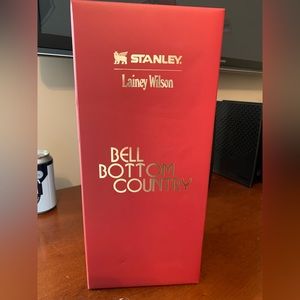 STANLEY.
Lainey Wilson
BELL
BOTTOM
COUNTRY